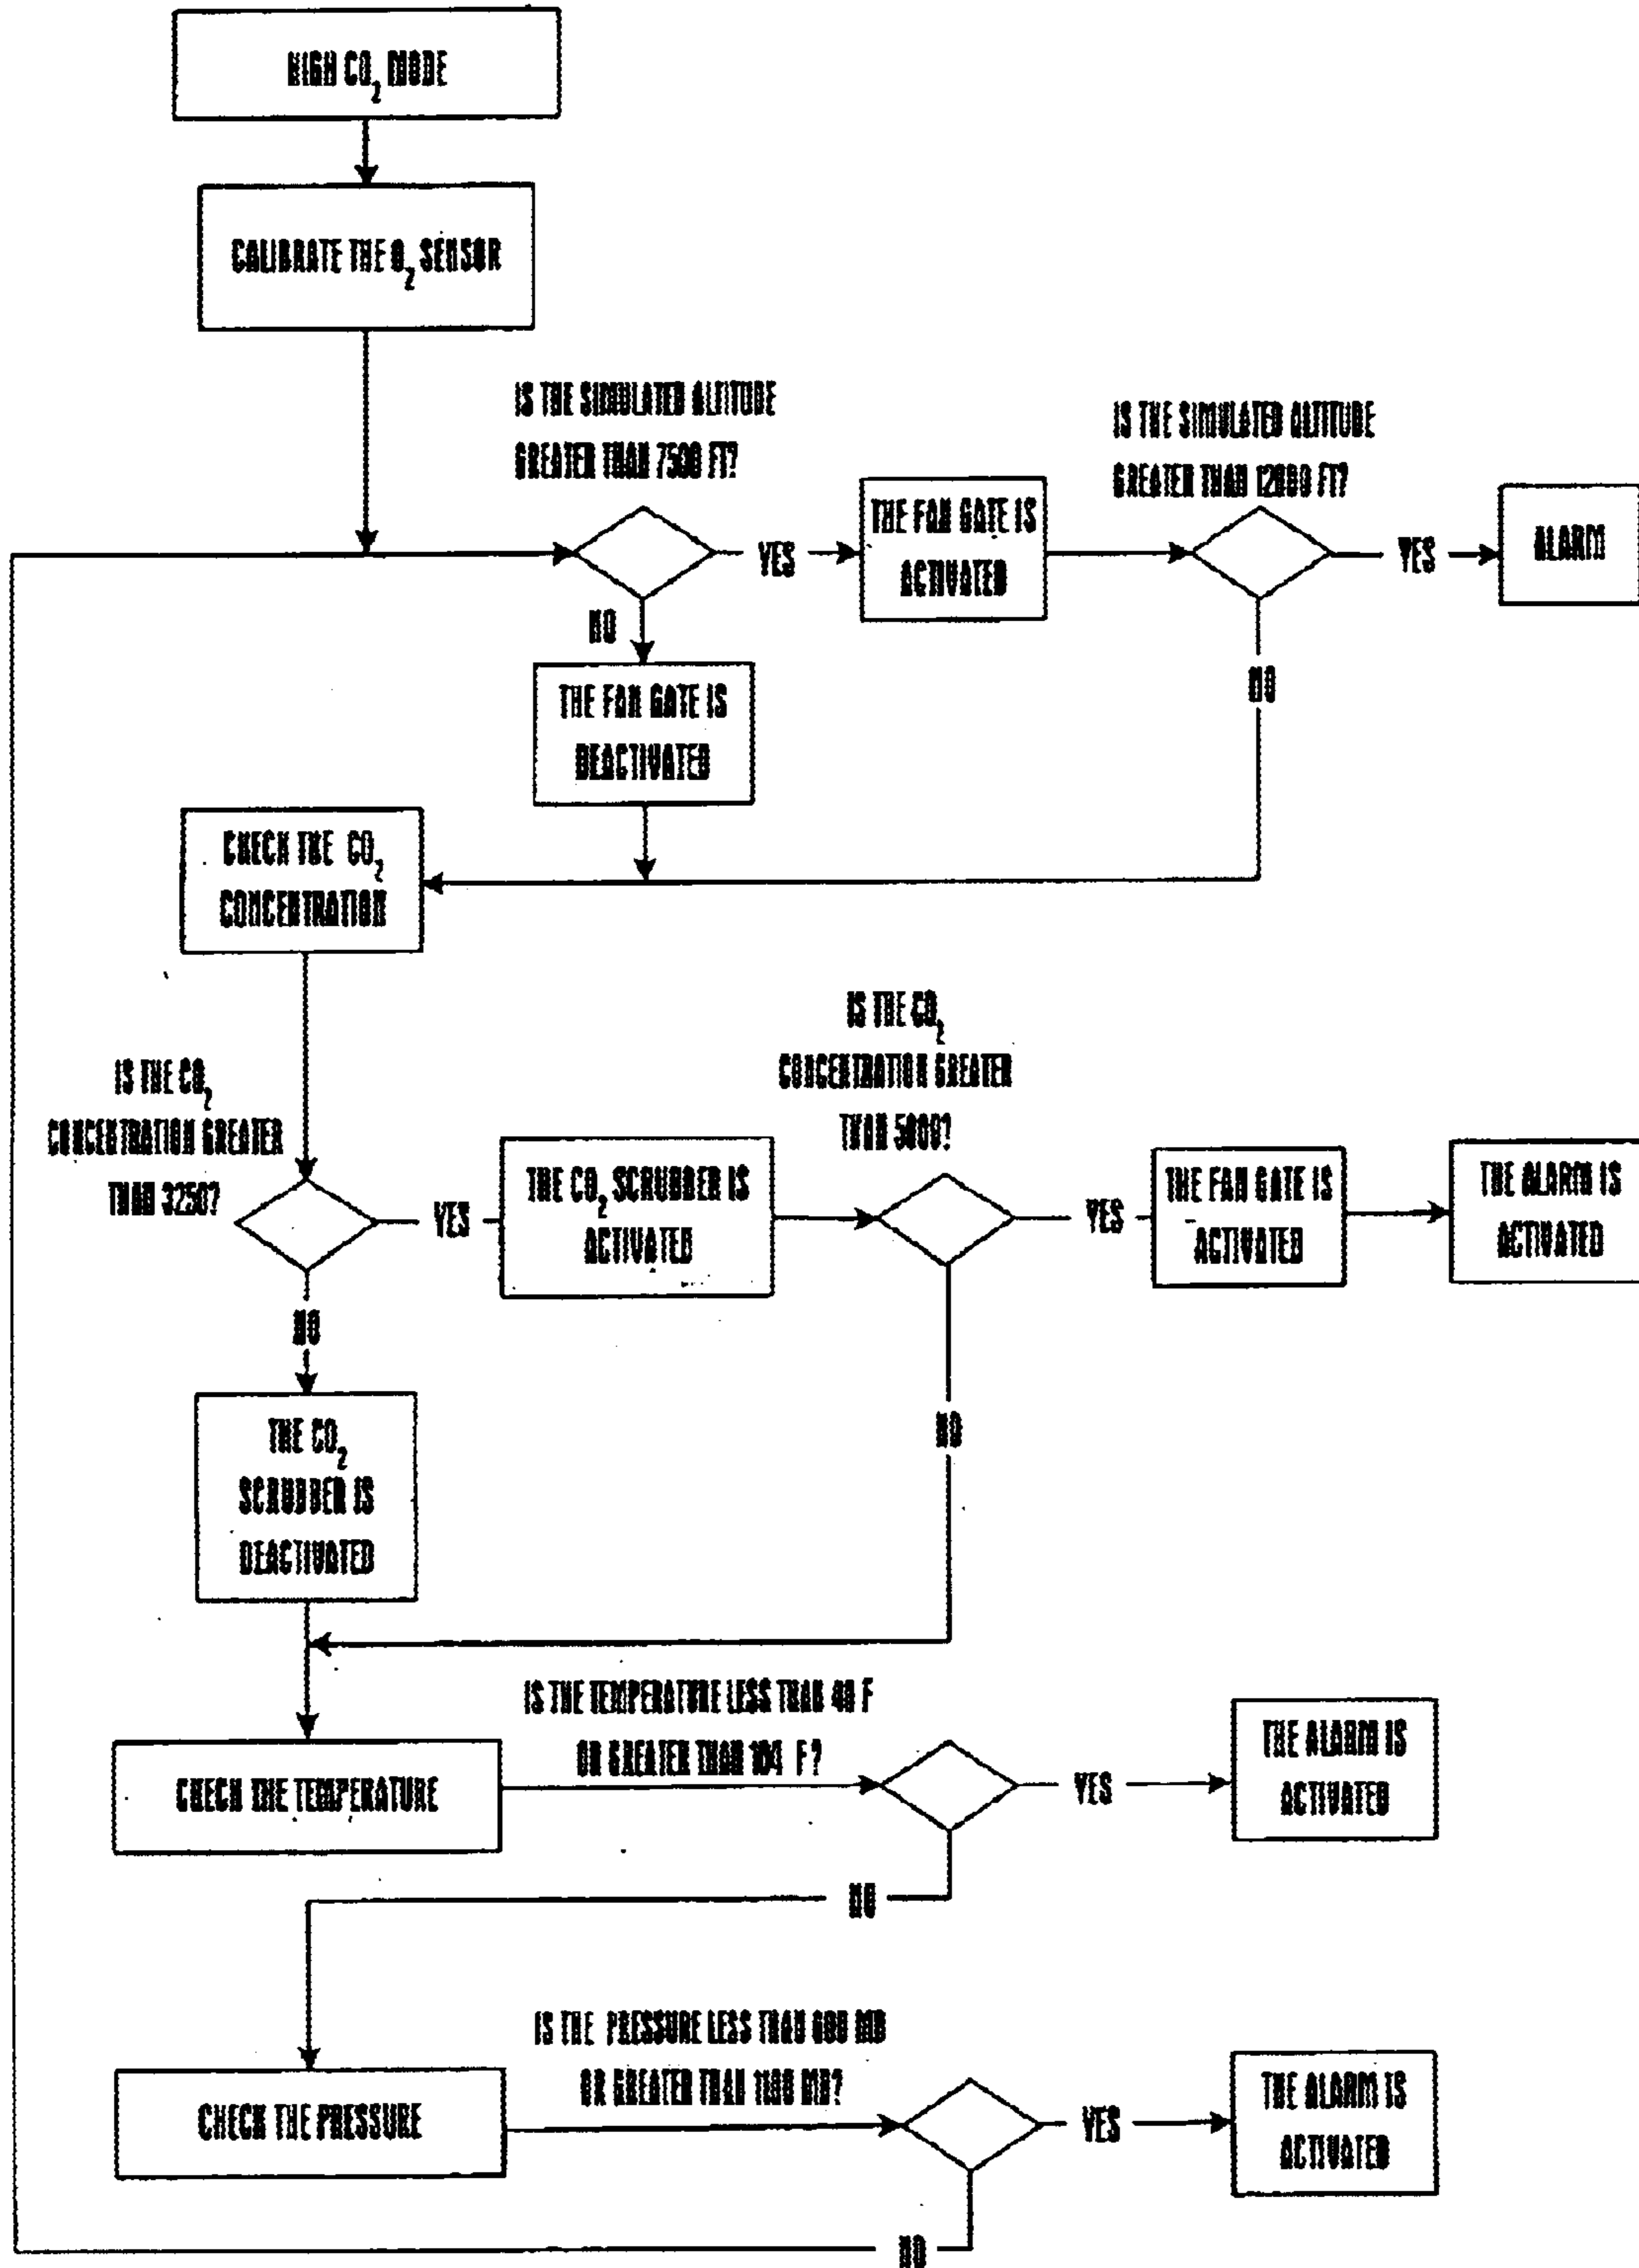 HIGH CO2 MODE
CALIBRATE THE O2 SENSOR
IS THE SIMULATED ALTITUDE
GREATER THAN 7500 FT?
YES
THE FAN GATE IS
ACTIVATED
IS THE SIMULATED ALTITUDE
GREATER THAN 12000 FT?
YES
ALARM
NO
THE FAN GATE IS
DEACTIVATED
NO
CHECK THE CO2
CONCENTRATION
IS THE CO2
CONCENTRATION GREATER
THAN 3250?
YES
THE CO2 SCRUBBER IS
ACTIVATED
IS THE CO2
CONCENTRATION GREATER
THAN 5000?
YES
THE FAN GATE IS
ACTIVATED
THE ALARM IS
ACTIVATED
NO
THE CO2
SCRUBBER IS
DEACTIVATED
NO
CHECK THE TEMPERATURE
IS THE TEMPERATURE LESS THAN F
OR GREATER THAN 104 F?
YES
THE ALARM IS
ACTIVATED
NO
CHECK THE PRESSURE
IS THE PRESSURE LESS THAN MB
OR GREATER THAN 1100 MB?
YES
THE ALARM IS
ACTIVATED
NO